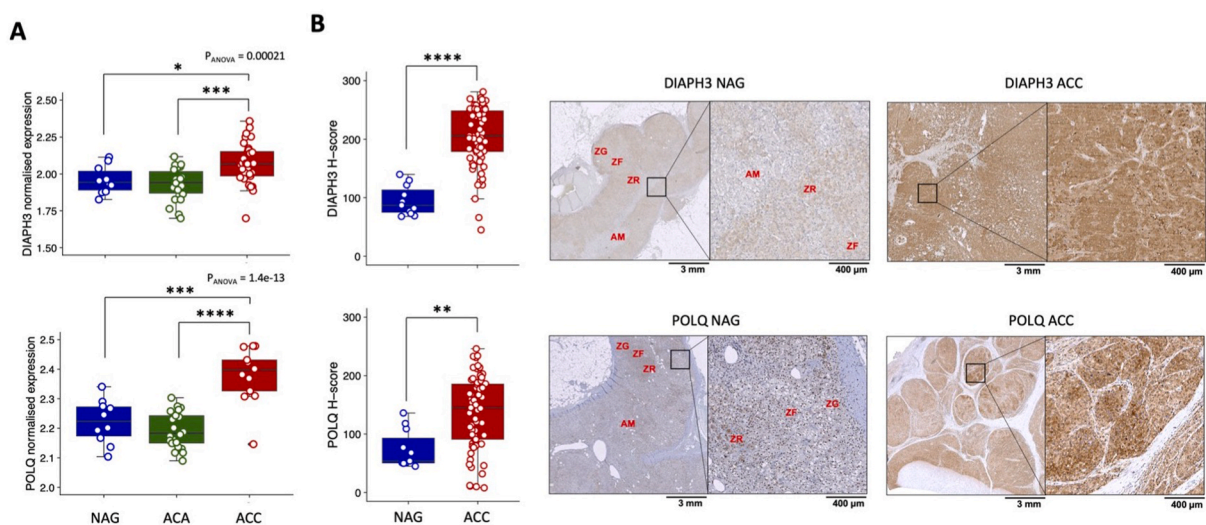 A
B
P ANOVA = 0.00021
*
***
DIAPH3 normalised expression
2.50
2.25
2.00
1.75
1.50
P ANOVA = 1.4e-13
***
****
POLQ normalised expression
2.5
2.4
2.3
2.2
2.1
2.0
NAG ACA ACC
****
DIAPH3 H-score
300
200
100
0
**
POLQ H-score
300
200
100
0
NAG ACC
DIAPH3 NAG
ZG
ZF
ZR
AM
3 mm
AM
ZR
ZF
400 µm
DIAPH3 ACC
3 mm
400 µm
POLQ NAG
ZG
ZF
ZR
AM
3 mm
ZG
ZF
ZR
400 µm
POLQ ACC
3 mm
400 µm